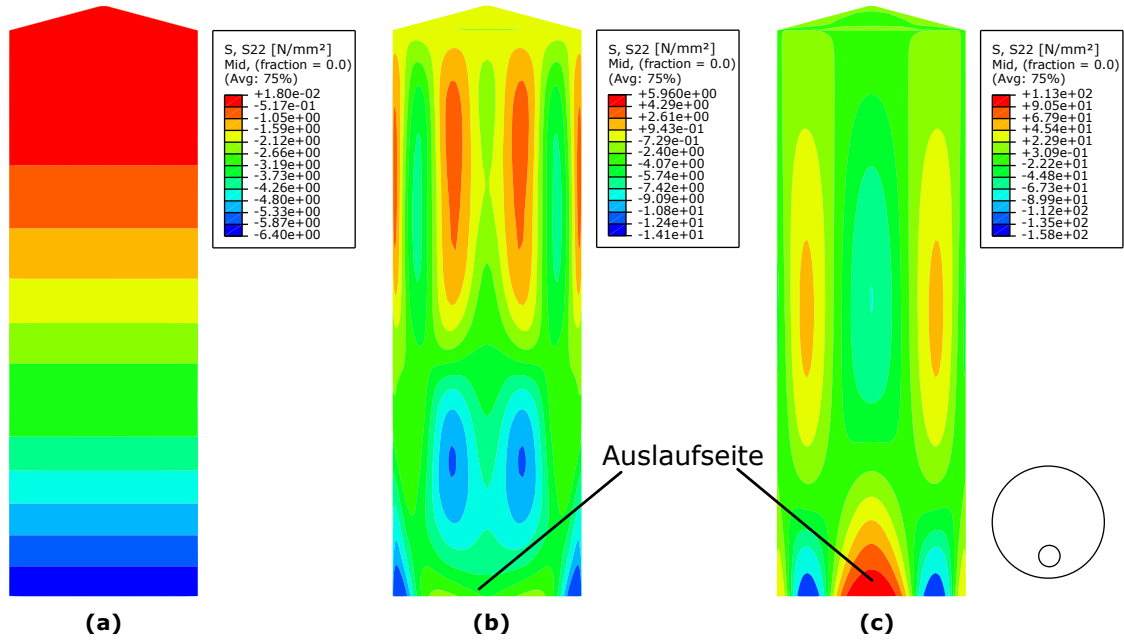 S, S22 [N/mm²]
Mid, (fraction = 0.0)
(Avg: 75%)
+1.80e-02
-5.17e-01
-1.05e+00
-1.59e+00
-2.12e+00
-2.66e+00
-3.19e+00
-3.73e+00
-4.26e+00
-4.80e+00
-5.33e+00
-5.87e+00
-6.40e+00
S, S22 [N/mm²]
Mid, (fraction = 0.0)
(Avg: 75%)
+5.960e+00
+4.29e+00
+2.61e+00
+9.43e-01
-7.29e-01
-2.40e+00
-4.07e+00
-5.74e+00
-7.42e+00
-9.09e+00
-1.08e+01
-1.24e+01
-1.41e+01
S, S22 [N/mm²]
Mid, (fraction = 0.0)
(Avg: 75%)
+1.13e+02
+9.05e+01
+6.79e+01
+4.54e+01
+2.29e+01
+3.09e-01
-2.22e+01
-4.48e+01
-6.73e+01
-8.99e+01
-1.12e+02
-1.35e+02
-1.58e+02
Auslaufseite
(a)
(b)
(c)